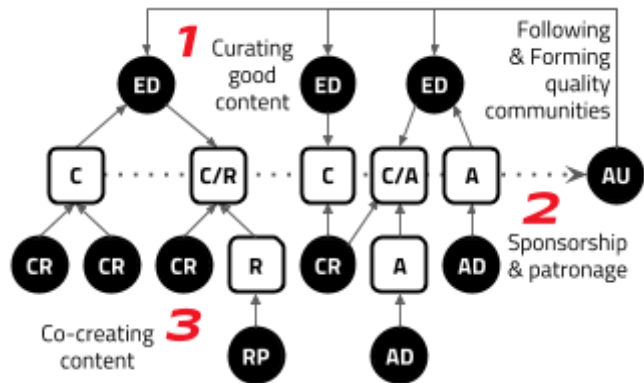 1
Curating
good
content
Following
& Forming
quality
communities
ED
ED
ED
C
C/R
C
C/A
A
AU
2
Sponsorship
& patronage
CR
CR
CR
R
CR
A
AD
Co-creating
content
3
RP
AD